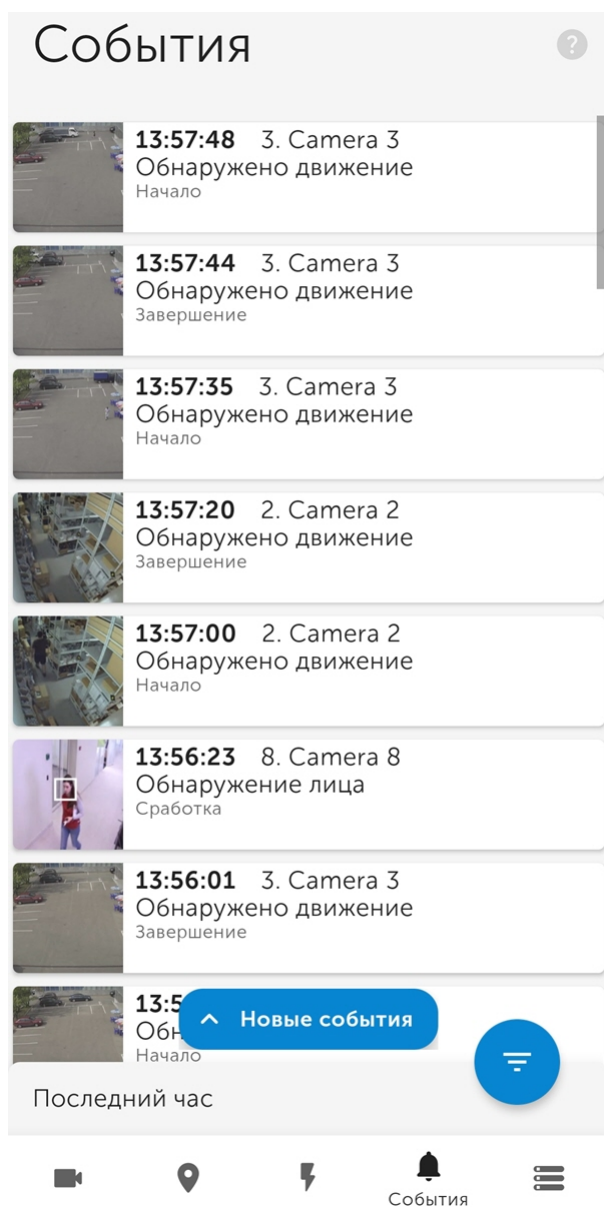 События
?
13:57:48 3. Camera 3
Обнаружено движение
Начало
13:57:44 3. Camera 3
Обнаружено движение
Завершение
13:57:35 3. Camera 3
Обнаружено движение
Начало
13:57:20 2. Camera 2
Обнаружено движение
Завершение
13:57:00 2. Camera 2
Обнаружено движение
Начало
13:56:23 8. Camera 8
Обнаружение лица
Сработка
13:56:01 3. Camera 3
Обнаружено движение
Завершение
Новые события
Начало
Последний час
События